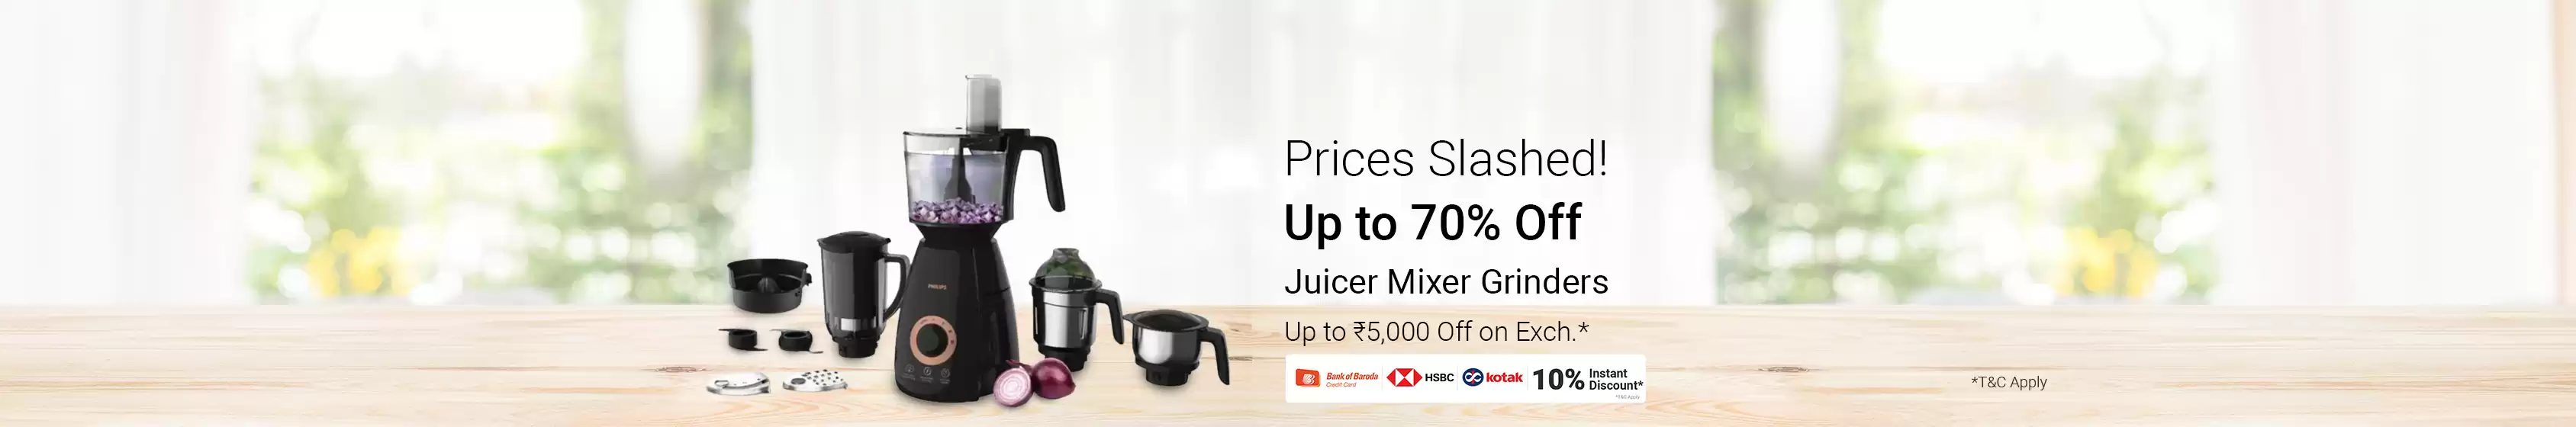 Prices Slashed!
Up to 70% Off
Juicer Mixer Grinders
Up to ₹5,000 Off on Exch.*
Bank of Baroda
Credit Card
HSBC
kotak
10% Instant
Discount*
*T&C Apply
*T&C Apply
PHILIPS